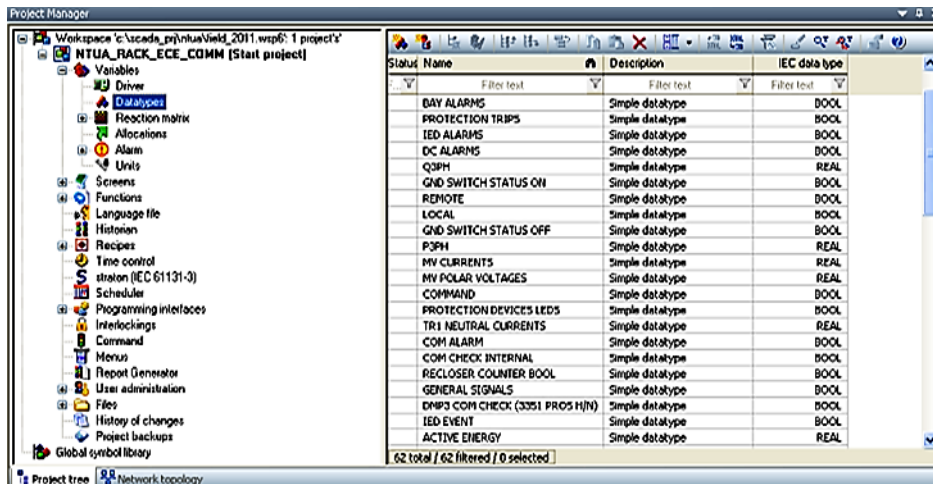 Project Manager
Workspace 'c:\scada_prj\ntua\field_2011.wsp6': 1 project's'
NTUA_RACK_ECE_COMM [Start project]
Variables
Driver
Datatypes
Reaction matrix
Allocations
Alarm
Units
Screens
Functions
Language file
Historian
Recipes
Time control
straton (IEC 61131-3)
Scheduler
Programming interfaces
Interlockings
Command
Menus
Report Generator
User administration
Files
History of changes
Project backups
Global symbol library
Project tree Network topology
Status Name Description IEC data type
Filter text Filter text Filter text
BAY ALARMS Simple datatype BOOL
PROTECTION TRIPS Simple datatype BOOL
IED ALARMS Simple datatype BOOL
DC ALARMS Simple datatype BOOL
Q3PH Simple datatype REAL
GND SWITCH STATUS ON Simple datatype BOOL
REMOTE Simple datatype BOOL
LOCAL Simple datatype BOOL
GND SWITCH STATUS OFF Simple datatype BOOL
P3PH Simple datatype REAL
MV CURRENTS Simple datatype REAL
MV POLAR VOLTAGES Simple datatype REAL
COMMAND Simple datatype BOOL
PROTECTION DEVICES LEDS Simple datatype BOOL
TR1 NEUTRAL CURRENTS Simple datatype REAL
COM ALARM Simple datatype BOOL
COM CHECK INTERNAL Simple datatype BOOL
RECLOSER COUNTER BOOL Simple datatype BOOL
GENERAL SIGNALS Simple datatype BOOL
DMP3 COM CHECK (3351 PROS H/N) Simple datatype BOOL
IED EVENT Simple datatype BOOL
ACTIVE ENERGY Simple datatype REAL
62 total / 62 filtered / 0 selected